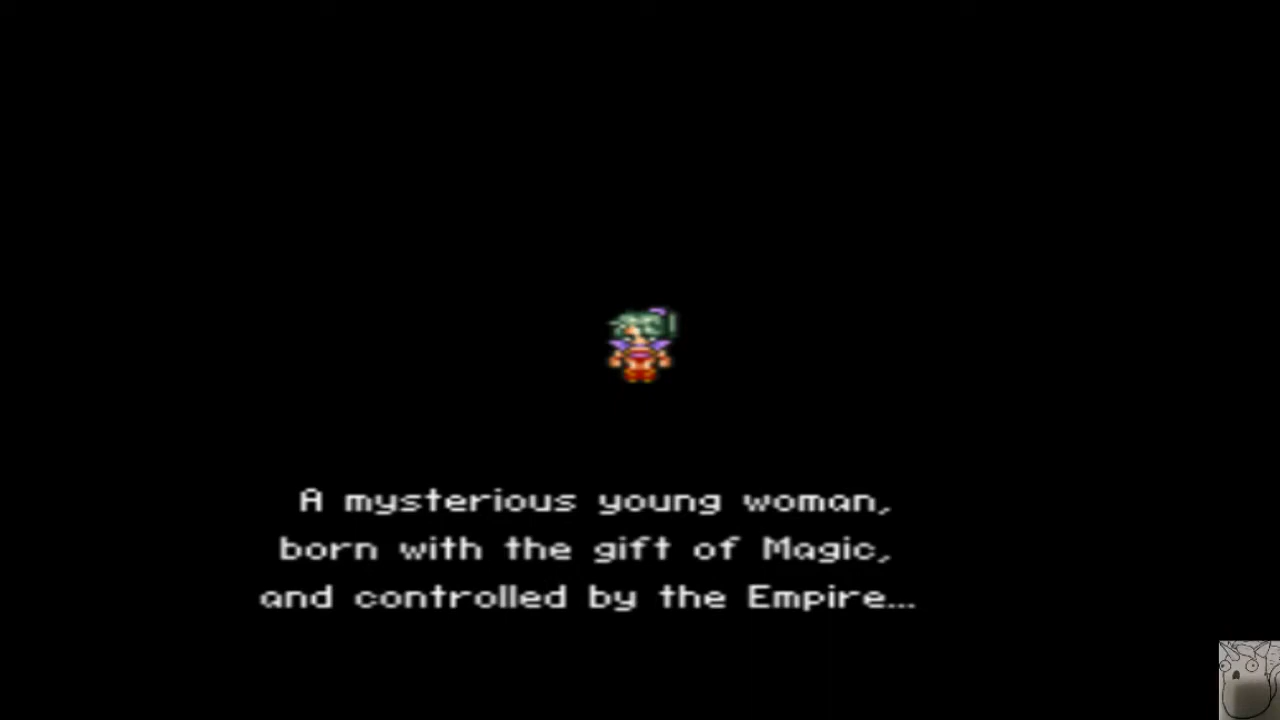 A mysterious young woman,
born with the gift of Magic,
and controlled by the Empire...